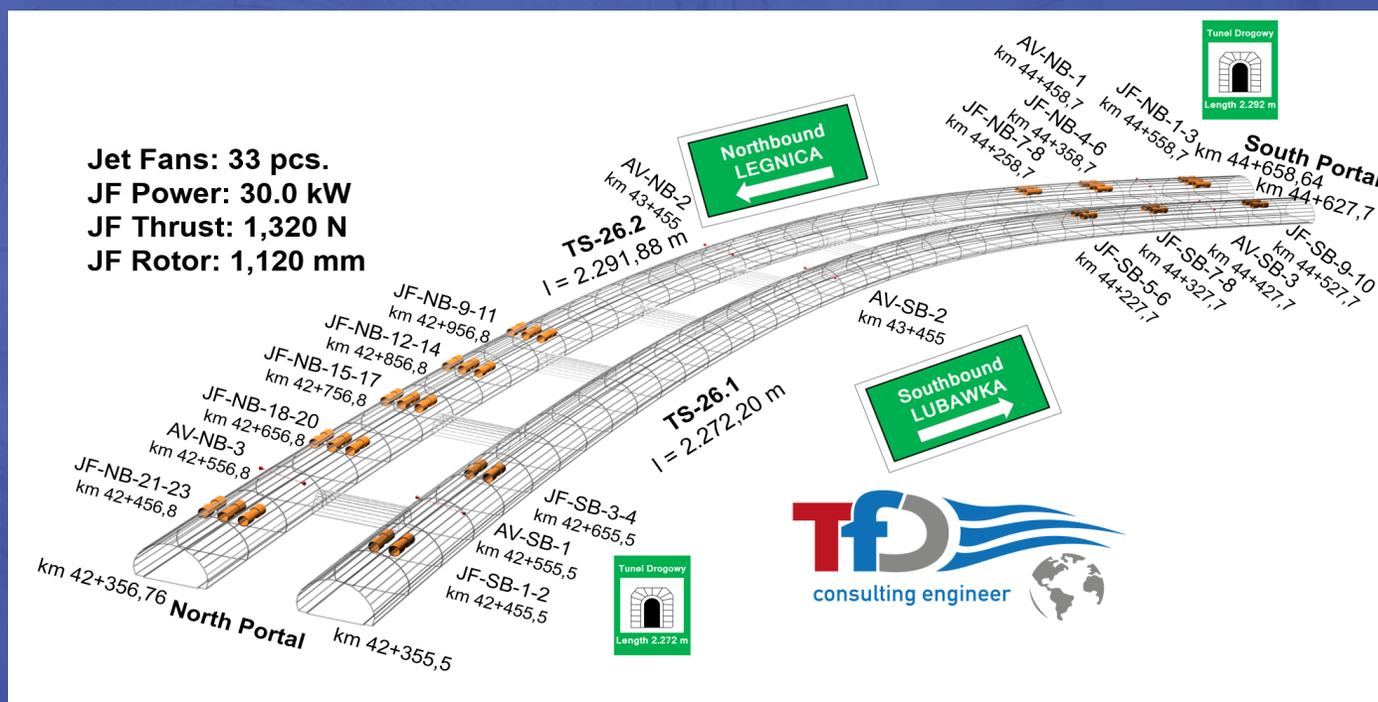 Jet Fans: 33 pcs.
JF Power: 30.0 kW
JF Thrust: 1,320 N
JF Rotor: 1,120 mm
Northbound
LEGNICA
Tunel Drogowy
Length 2.292 m
AV-NB-1
km 44+458,7
JF-NB-1-3
km 44+558,7
JF-NB-4-6
km 44+358,7
JF-NB-7-8
km 44+258,7
South Portal
km 44+658,64
km 44+627,7
AV-NB-2
km 43+455
TS-26.2
l = 2.291,88 m
JF-NB-9-11
km 42+956,8
JF-NB-12-14
km 42+856,8
JF-NB-15-17
km 42+756,8
JF-NB-18-20
km 42+656,8
AV-NB-3
km 42+556,8
JF-NB-21-23
km 42+456,8
km 42+356,76
North Portal
km 42+355,5
JF-SB-9-10
km 44+527,7
AV-SB-3
km 44+427,7
JF-SB-7-8
km 44+327,7
JF-SB-5-6
km 44+227,7
AV-SB-2
km 43+455
TS-26.1
l = 2.272,20 m
Southbound
LUBAWKA
JF-SB-3-4
km 42+655,5
AV-SB-1
km 42+555,5
JF-SB-1-2
km 42+455,5
Tunel Drogowy
Length 2.272 m
TfD
consulting engineer